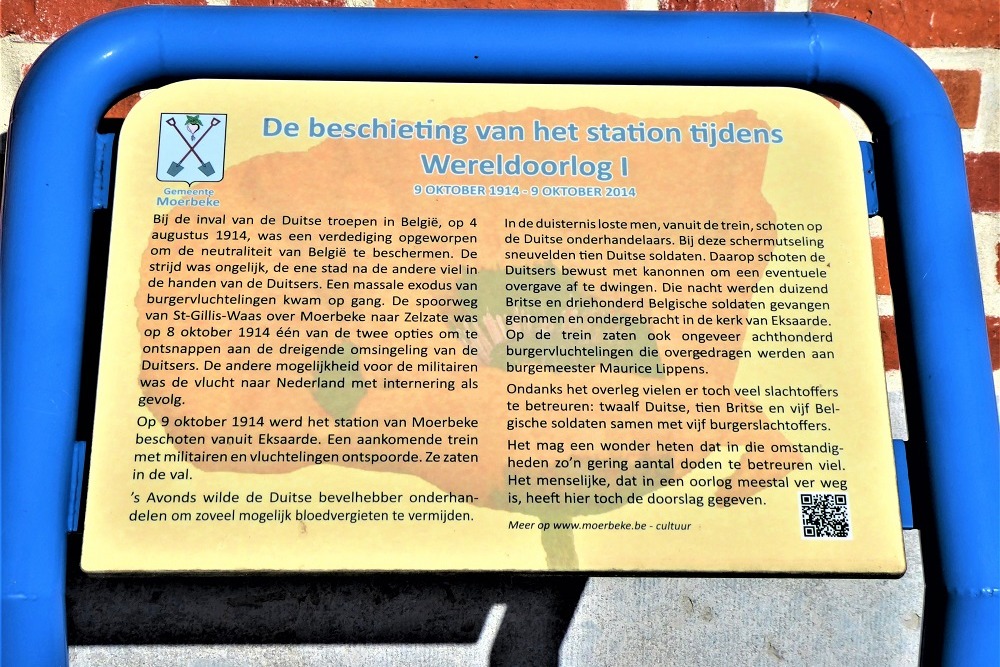 De beschieting van het station tijdens
Wereldoorlog I
9 OKTOBER 1914 - 9 OKTOBER 2014
Gemeente
Moerbeke
Bij de inval van de Duitse troepen in België, op 4
augustus 1914, was een verdediging opgeworpen
om de neutraliteit van België te beschermen. De
strijd was ongelijk, de ene stad na de andere viel in
de handen van de Duitsers. Een massale exodus van
burgervluchtelingen kwam op gang. De spoorweg
van St-Gillis-Waas over Moerbeke naar Zelzate was
op 8 oktober 1914 één van de twee opties om te
ontsnappen aan de dreigende omsingeling van de
Duitsers. De andere mogelijkheid voor de militairen
was de vlucht naar Nederland met internering als
gevolg.
Op 9 oktober 1914 werd het station van Moerbeke
beschoten vanuit Eksaarde. Een aankomende trein
met militairen en vluchtelingen ontspoorde. Ze zaten
in de val.
's Avonds wilde de Duitse bevelhebber onderhan-
delen om zoveel mogelijk bloedvergieten te vermijden.
In de duisternis loste men, vanuit de trein, schoten op
de Duitse onderhandelaars. Bij deze schermutseling
sneuvelden tien Duitse soldaten. Daarop schoten de
Duitsers bewust met kanonnen om een eventuele
overgave af te dwingen. Die nacht werden duizend
Britse en driehonderd Belgische soldaten gevangen
genomen en ondergebracht in de kerk van Eksaarde.
Op de trein zaten ook ongeveer achthonderd
burgervluchtelingen die overgedragen werden aan
burgemeester Maurice Lippens.
Ondanks het overleg vielen er toch veel slachtoffers
te betreuren: twaalf Duitse, tien Britse en vijf Bel-
gische soldaten samen met vijf burgerslachtoffers.
Het mag een wonder heten dat in die omstandig-
heden zo'n gering aantal doden te betreuren viel.
Het menselijke, dat in een oorlog meestal ver weg
is, heeft hier toch de doorslag gegeven.
Meer op www.moerbeke.be - cultuur